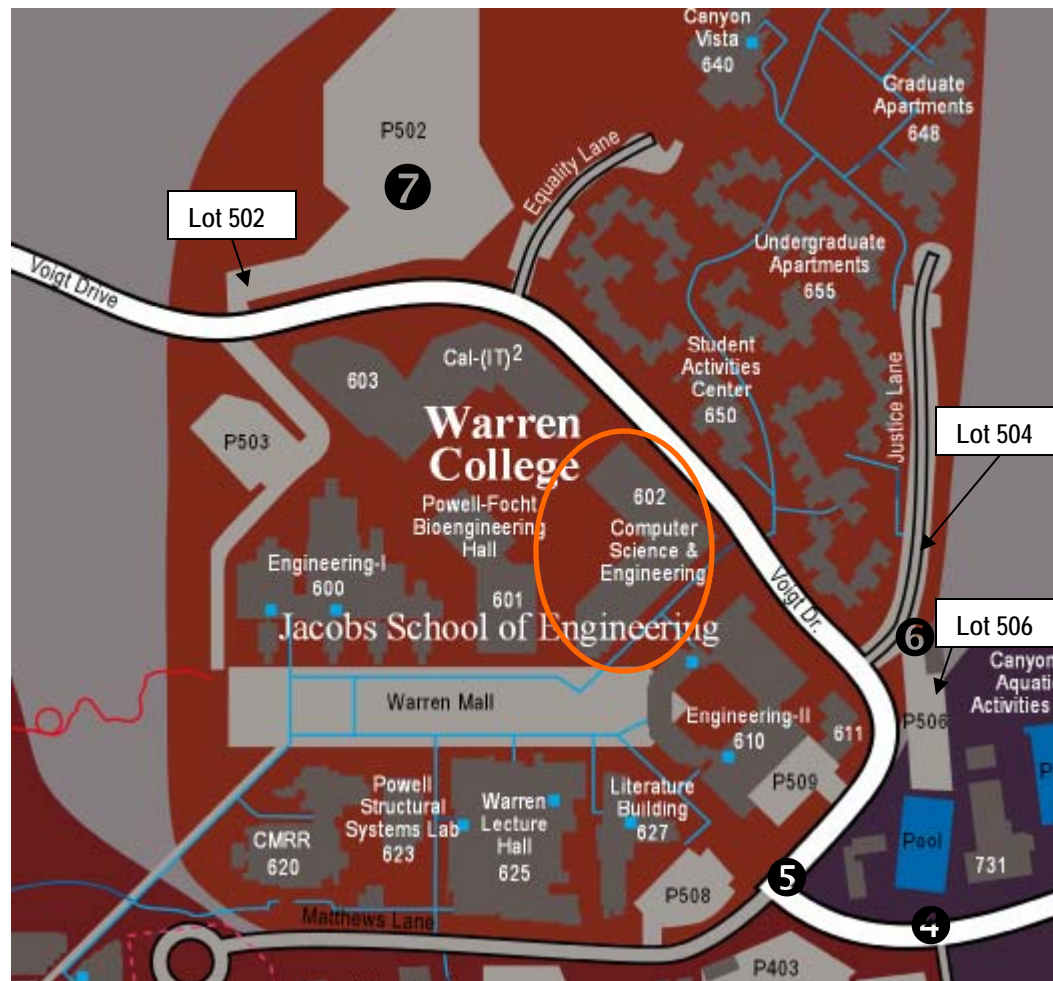 Canyon
Vista
640
Graduate
Apartments
648
P502
7
Equality Lane
Lot 502
Voigt Drive
Undergraduate
Apartments
655
Student
Activities
Center
650
Justice Lane
Lot 504
603
Cal-(IT)2
Warren
College
P503
Powell-Focht
Bioengineering
Hall
602
Computer
Science &
Engineering
Engineering-I
600
601
Voigt Dr.
Jacobs School of Engineering
6
Lot 506
Canyon
Aquati
Activities
Warren Mall
Engineering-II
610
611
P506
P509
P
Powell
Structural
Systems Lab
623
Warren
Lecture
Hall
625
Literature
Building
627
CMRR
620
Pool
731
5
P508
Matthews Lane
4
P403